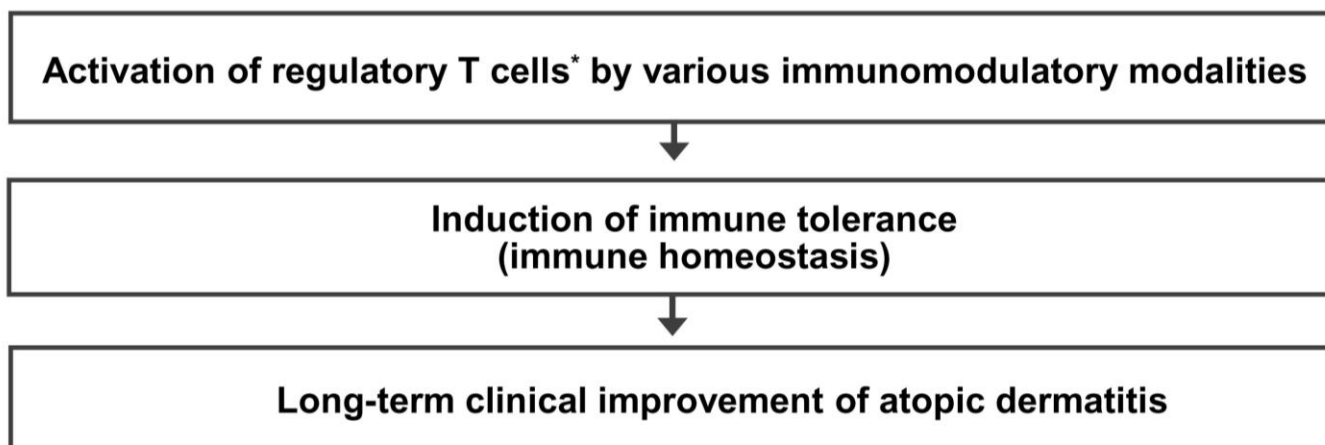 Activation of regulatory T cells* by various immunomodulatory modalities
Induction of immune tolerance
(immune homeostasis)
Long-term clinical improvement of atopic dermatitis